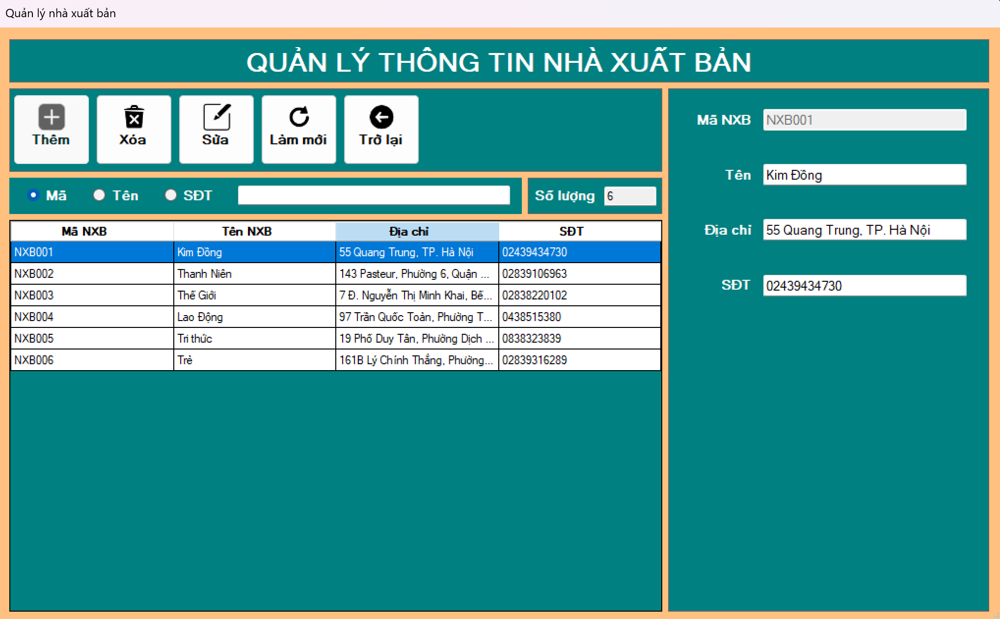 Quản lý nhà xuất bản
QUẢN LÝ THÔNG TIN NHÀ XUẤT BẢN
Thêm Xóa Sửa Làm mới Trở lại
Mã Tên SĐT Số lượng 6
Mã NXB Tên NXB Địa chỉ SĐT
NXB001 Kim Đồng 55 Quang Trung, TP. Hà Nội 02439434730
NXB002 Thanh Niên 143 Pasteur, Phường 6, Quận ... 02839106963
NXB003 Thế Giới 7 Đ. Nguyễn Thị Minh Khai, Bế... 02838220102
NXB004 Lao Động 97 Trần Quốc Toản, Phường T... 0438515380
NXB005 Tri thức 19 Phố Duy Tân, Phường Dịch ... 0838323839
NXB006 Trẻ 161B Lý Chính Thắng, Phường... 02839316289
Mã NXB NXB001
Tên Kim Đồng
Địa chỉ 55 Quang Trung, TP. Hà Nội
SĐT 02439434730